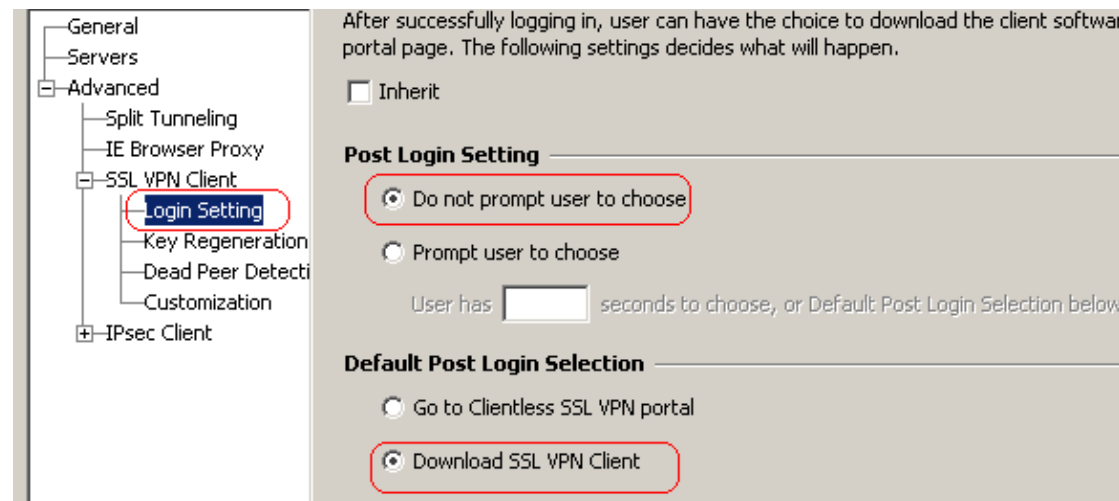 General
Servers
Advanced
Split Tunneling
IE Browser Proxy
SSL VPN Client
Login Setting
Key Regeneration
Dead Peer Detecti
Customization
IPsec Client
After successfully logging in, user can have the choice to download the client softwar
portal page. The following settings decides what will happen.
Inherit
Post Login Setting
Do not prompt user to choose
Prompt user to choose
User has seconds to choose, or Default Post Login Selection below
Default Post Login Selection
Go to Clientless SSL VPN portal
Download SSL VPN Client